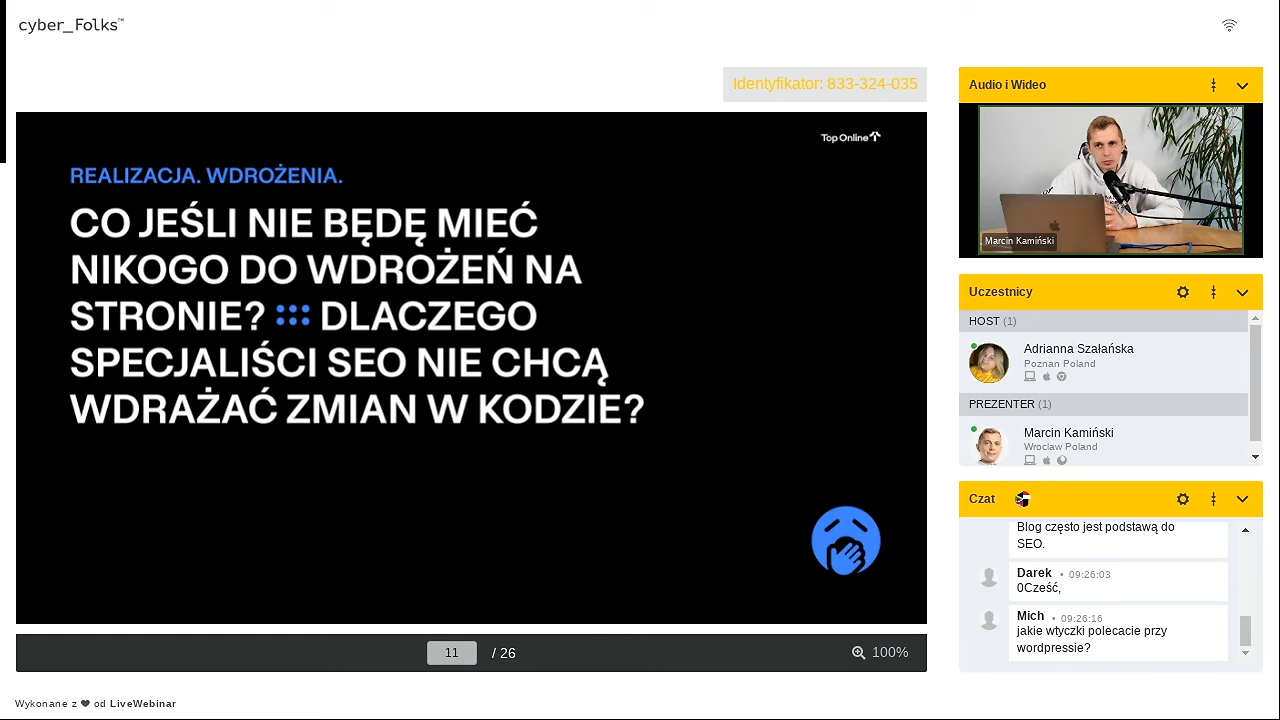 cyber_Folks™
Identyfikator: 833-324-035
Top Online
REALIZACJA. WDROŻENIA.
CO JEŚLI NIE BĘDĘ MIEĆ
NIKOGO DO WDROŻEŃ NA
STRONIE? DLACZEGO
SPECJALIŚCI SEO NIE CHCĄ
WDRAŻAĆ ZMIAN W KODZIE?
11 / 26
100%
Wykonane z ❤ od LiveWebinar
Audio i Wideo
Marcin Kamiński
Uczestnicy
HOST (1)
Adrianna Szałańska
Poznan Poland
PREZENTER (1)
Marcin Kamiński
Wroclaw Poland
Czat
Blog często jest podstawą do
SEO.
Darek • 09:26:03
0Cześć,
Mich • 09:26:16
jakie wtyczki polecacie przy
wordpressie?